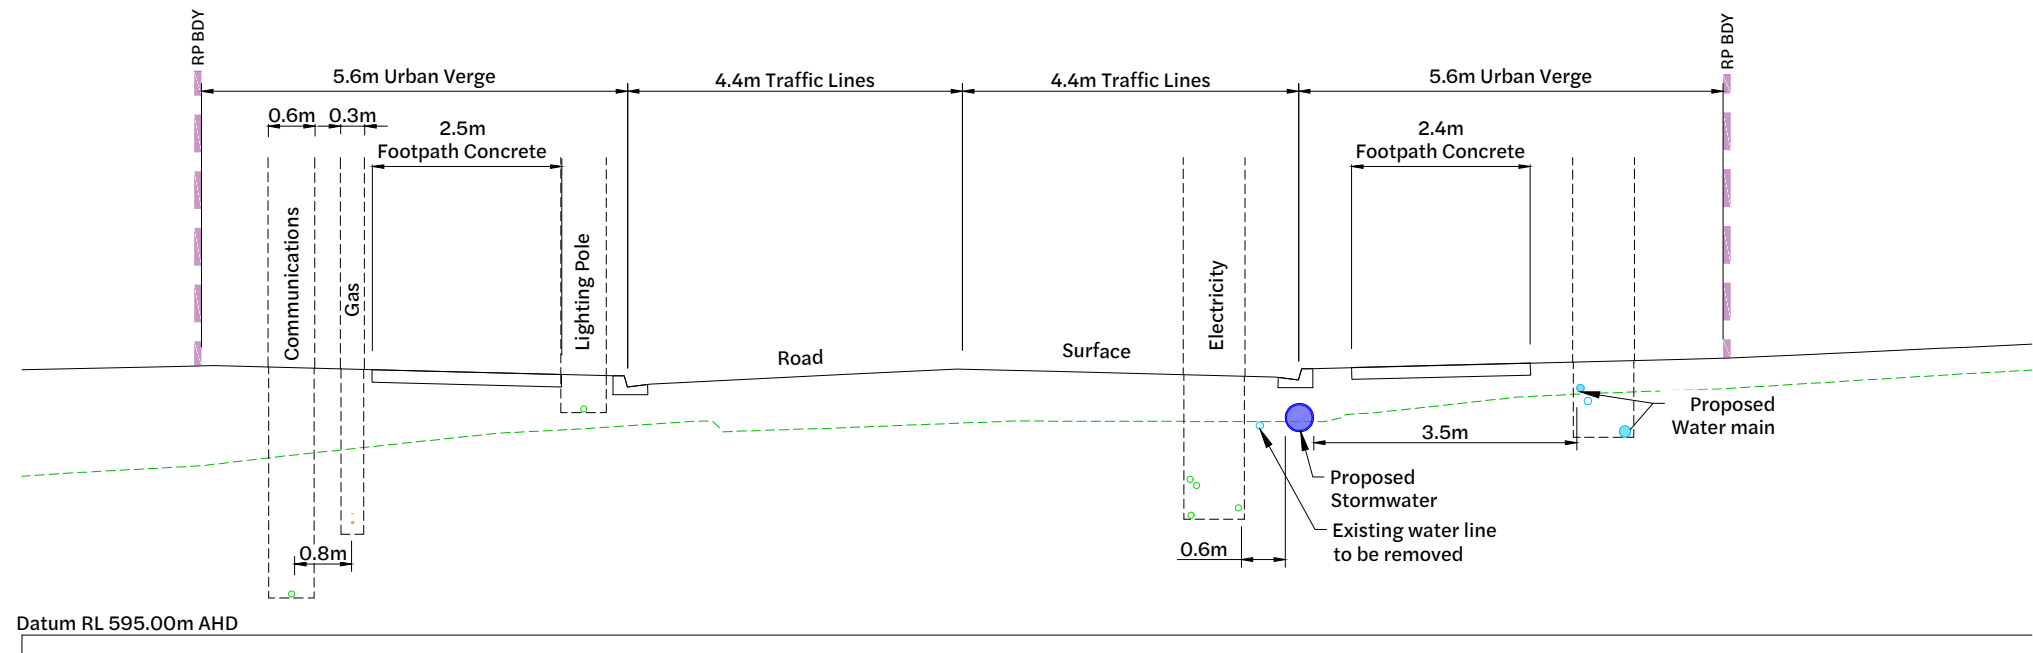 RP BDY
RP BDY
5.6m Urban Verge
4.4m Traffic Lines
4.4m Traffic Lines
5.6m Urban Verge
0.6m
0.3m
2.5m
Footpath Concrete
2.4m
Footpath Concrete
Communications
Gas
Lighting Pole
Electricity
Road
Surface
Proposed
Water main
3.5m
Proposed
Stormwater
Existing water line
to be removed
0.8m
0.6m
Datum RL 595.00m AHD